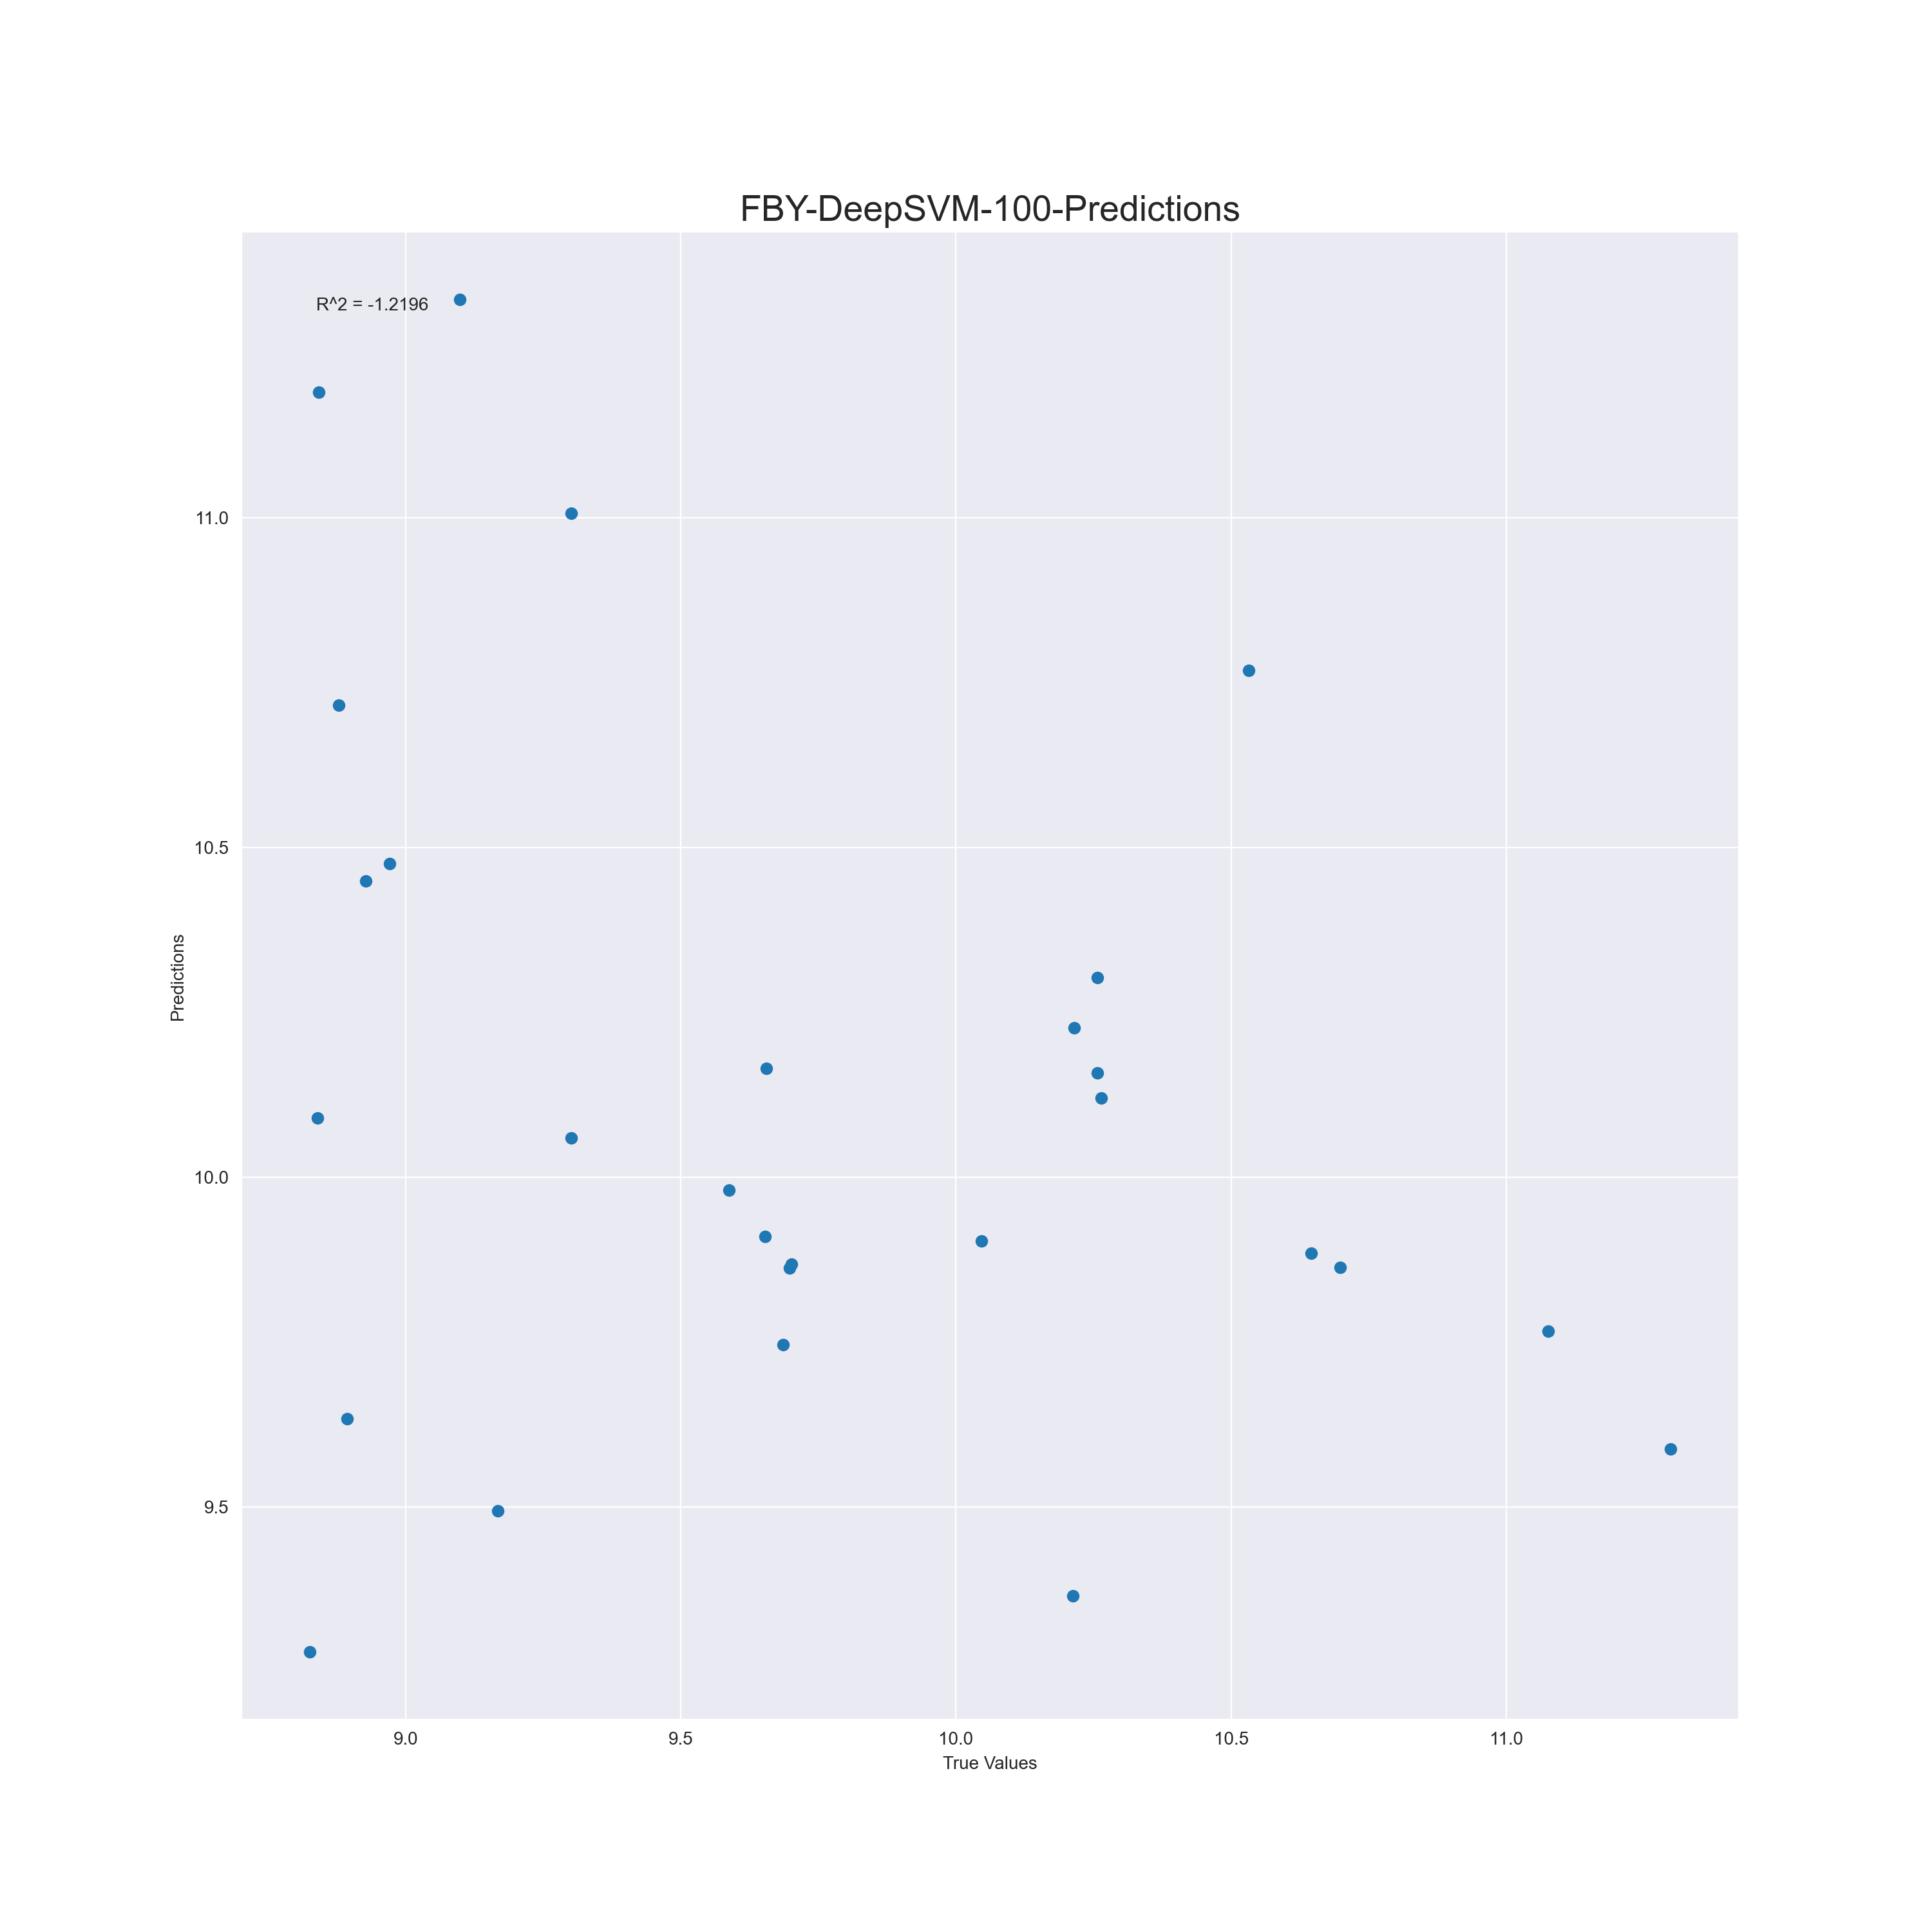 FBY-DeepSVM-100-Predictions
R^2 = -1.2196
11.0
10.5
10.0
9.5
Predictions
9.0 9.5 10.0 10.5 11.0
True Values